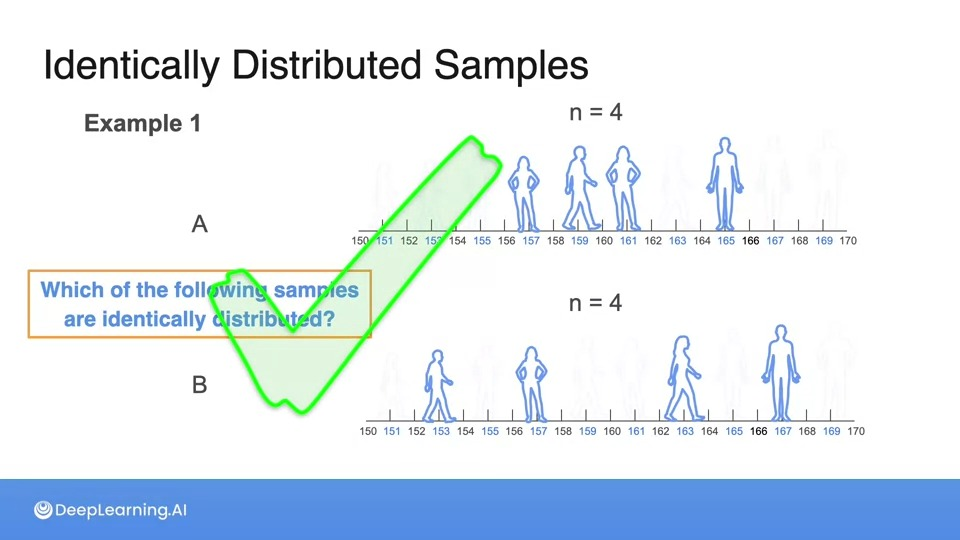 Identically Distributed Samples
Example 1
n = 4
A
150 151 152 153 154 155 156 157 158 159 160 161 162 163 164 165 166 167 168 169 170
Which of the following samples
are identically distributed?
n = 4
B
150 151 152 153 154 155 156 157 158 159 160 161 162 163 164 165 166 167 168 169 170
DeepLearning.AI